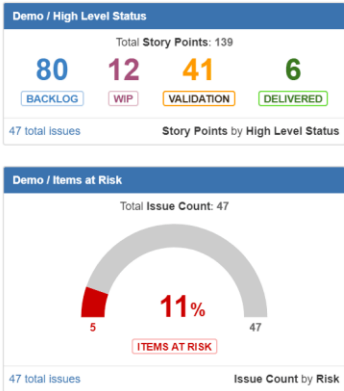 Demo / High Level Status
Total Story Points: 139
80 12 41 6
BACKLOG WIP VALIDATION DELIVERED
47 total issues Story Points by High Level Status
Demo / Items at Risk
Total Issue Count: 47
11%
5 47
ITEMS AT RISK
47 total issues Issue Count by Risk